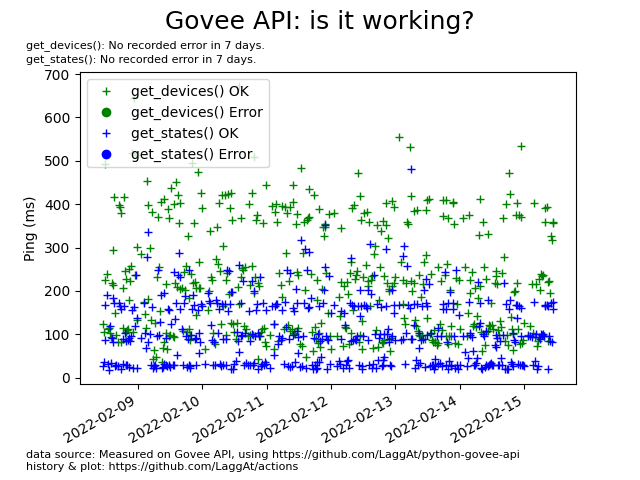 Govee API: is it working?
get_devices(): No recorded error in 7 days.
get_states(): No recorded error in 7 days.
get_devices() OK
get_devices() Error
get_states() OK
get_states() Error
Ping (ms)
700
600
500
400
300
200
100
0
2022-02-09
2022-02-10
2022-02-11
2022-02-12
2022-02-13
2022-02-14
2022-02-15
data source: Measured on Govee API, using https://github.com/LaggAt/python-govee-api
history & plot: https://github.com/LaggAt/actions